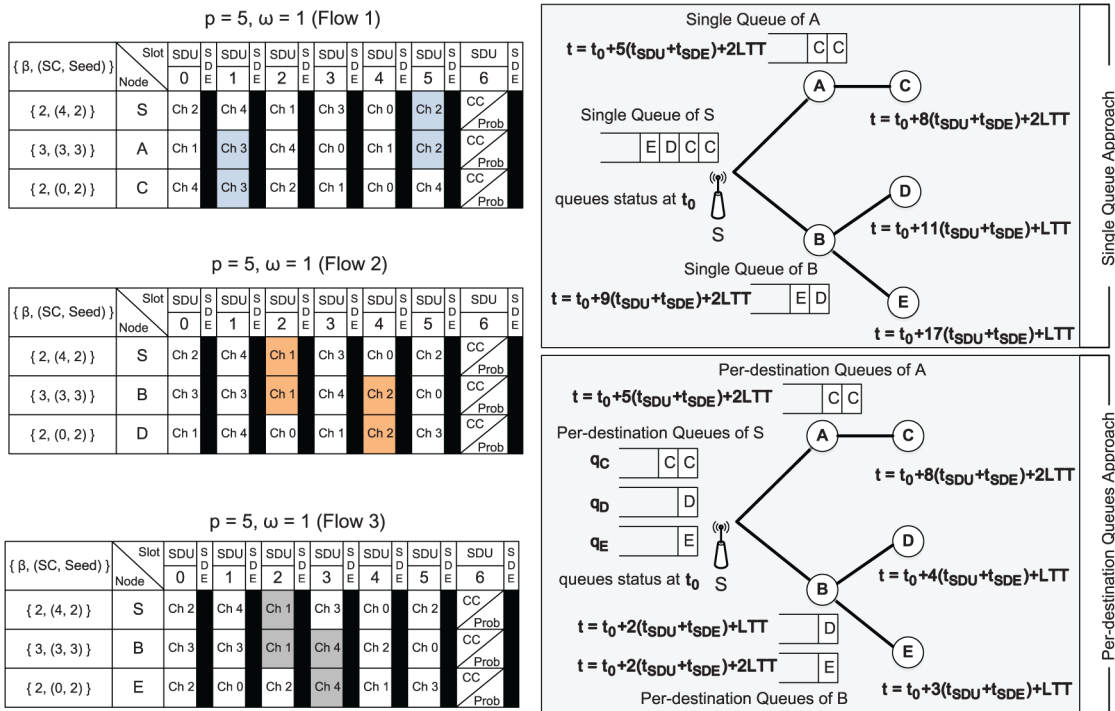 p = 5, ω = 1 (Flow 1)
{ β, (SC, Seed) } Slot Node SDU 0 SDE SDU 1 SDE SDU 2 SDE SDU 3 SDE SDU 4 SDE SDU 5 SDE SDU 6 SDE
{ 2, (4, 2) } S Ch 2 Ch 4 Ch 1 Ch 3 Ch 0 Ch 2 CC Prob
{ 3, (3, 3) } A Ch 1 Ch 3 Ch 4 Ch 0 Ch 1 Ch 2 CC Prob
{ 2, (0, 2) } C Ch 4 Ch 3 Ch 2 Ch 1 Ch 0 Ch 4 CC Prob
p = 5, ω = 1 (Flow 2)
{ β, (SC, Seed) } Slot Node SDU 0 SDE SDU 1 SDE SDU 2 SDE SDU 3 SDE SDU 4 SDE SDU 5 SDE SDU 6 SDE
{ 2, (4, 2) } S Ch 2 Ch 4 Ch 1 Ch 3 Ch 0 Ch 2 CC Prob
{ 3, (3, 3) } B Ch 3 Ch 3 Ch 1 Ch 4 Ch 2 Ch 0 CC Prob
{ 2, (0, 2) } D Ch 1 Ch 4 Ch 0 Ch 1 Ch 2 Ch 3 CC Prob
p = 5, ω = 1 (Flow 3)
{ β, (SC, Seed) } Slot Node SDU 0 SDE SDU 1 SDE SDU 2 SDE SDU 3 SDE SDU 4 SDE SDU 5 SDE SDU 6 SDE
{ 2, (4, 2) } S Ch 2 Ch 4 Ch 1 Ch 3 Ch 0 Ch 2 CC Prob
{ 3, (3, 3) } B Ch 3 Ch 3 Ch 1 Ch 4 Ch 2 Ch 0 CC Prob
{ 2, (0, 2) } E Ch 2 Ch 0 Ch 2 Ch 4 Ch 1 Ch 3 CC Prob
Single Queue of A
t = t0+5(tSDU+tSDE)+2LTT C C
A C
t = t0+8(tSDU+tSDE)+2LTT
Single Queue of S
E D C C
queues status at t0
S
D
t = t0+11(tSDU+tSDE)+LTT
B
Single Queue of B
t = t0+9(tSDU+tSDE)+2LTT E D
E
t = t0+17(tSDU+tSDE)+LTT
Single Queue Approach
Per-destination Queues of A
t = t0+5(tSDU+tSDE)+2LTT C C
Per-destination Queues of S
A C
qC C C
t = t0+8(tSDU+tSDE)+2LTT
qD D
qE E
queues status at t0
S
D
t = t0+4(tSDU+tSDE)+LTT
B
t = t0+2(tSDU+tSDE)+LTT D
t = t0+2(tSDU+tSDE)+2LTT E
E
t = t0+3(tSDU+tSDE)+LTT
Per-destination Queues of B
Per-destination Queues Approach